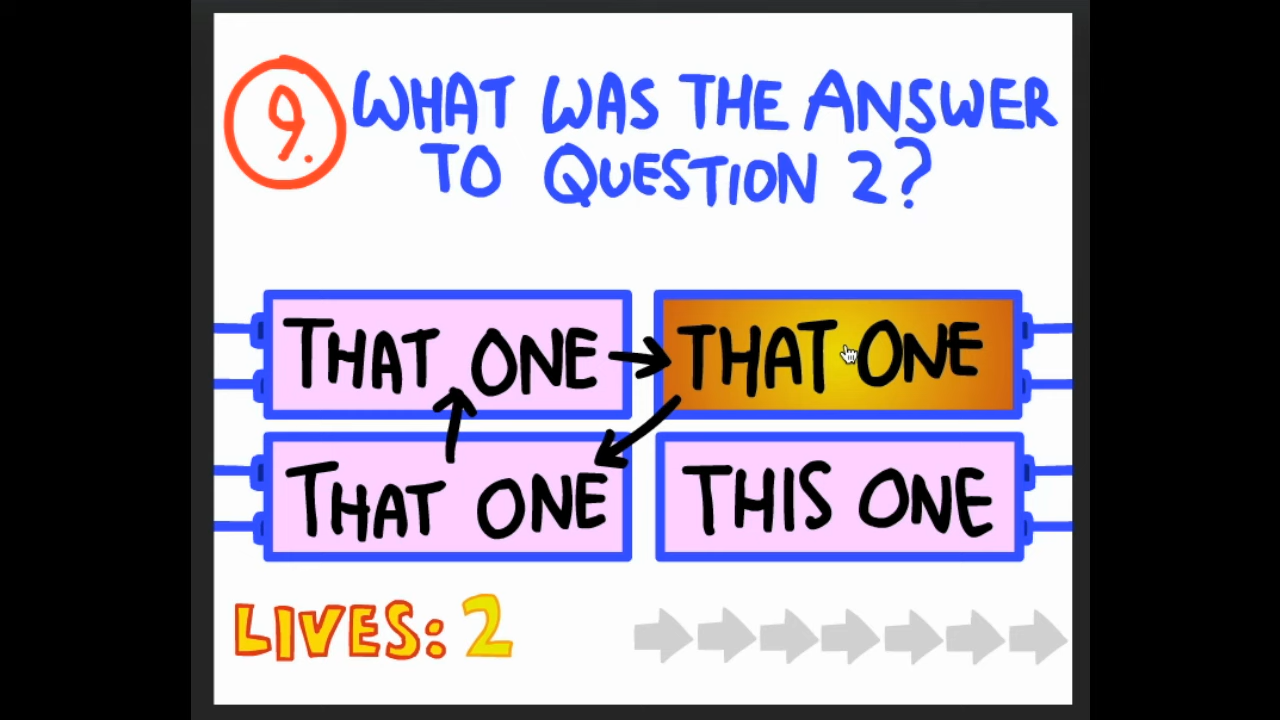 9. WHAT WAS THE ANSWER
TO QUESTION 2?
THAT ONE
THAT ONE
THAT ONE
THIS ONE
LIVES: 2